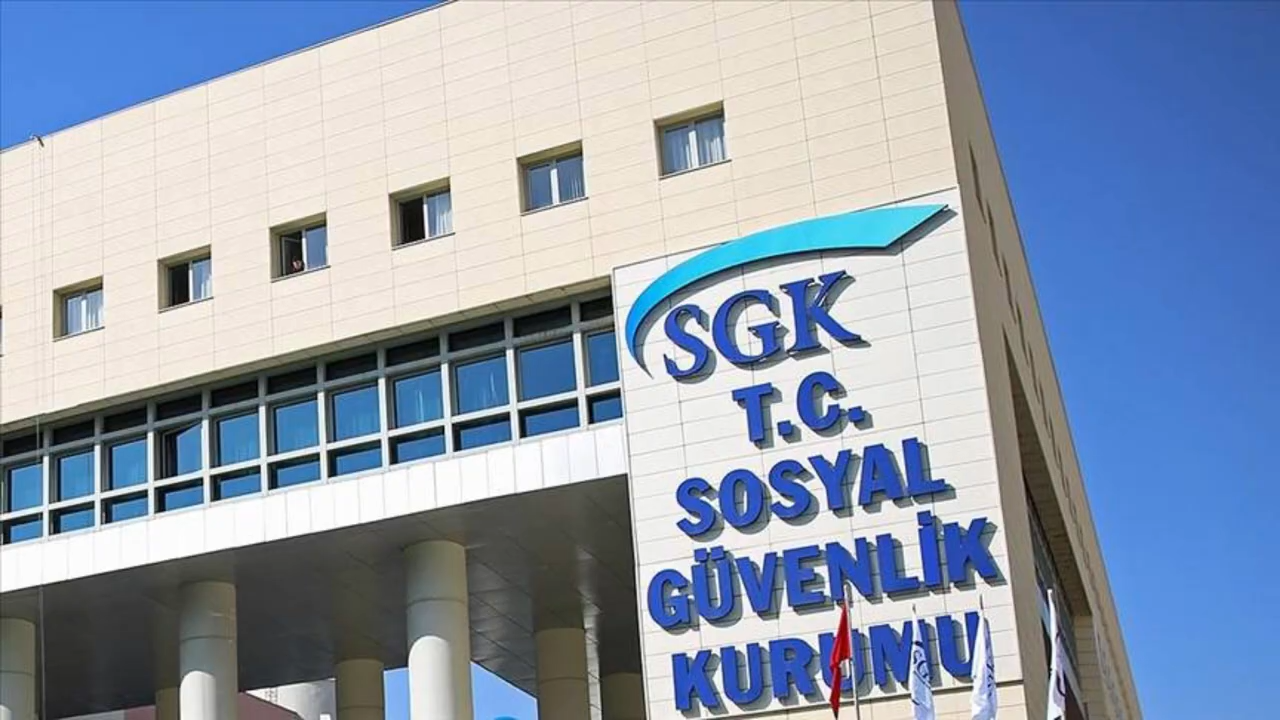 SGK
T.C.
SOSYAL
GÜVENLİK
KURUMU